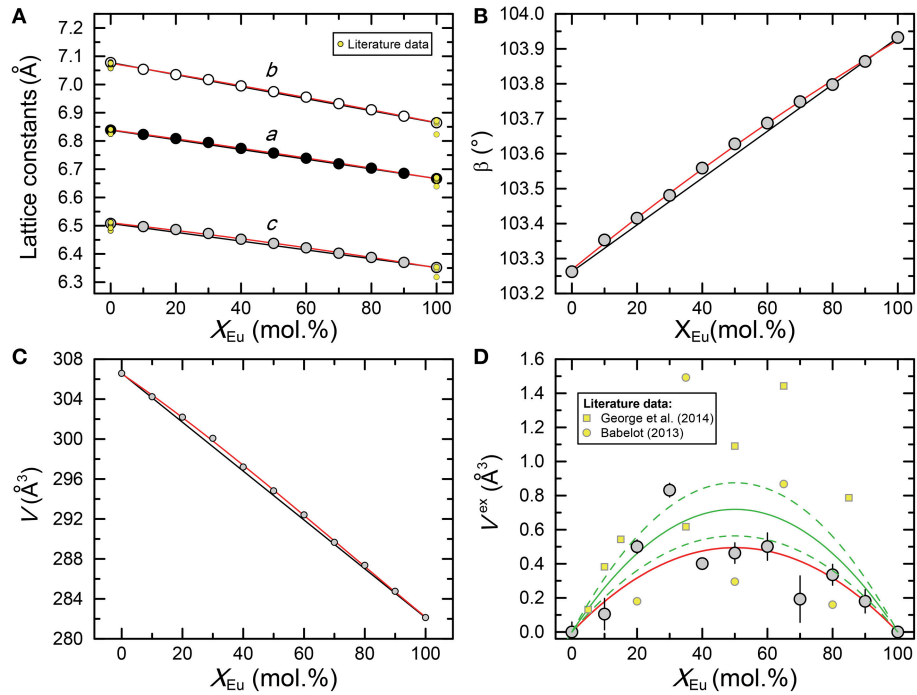 A
7.2
7.1
7.0
6.9
6.8
6.7
6.6
6.5
6.4
6.3
Lattice constants (Å)
Literature data
b
a
c
0 20 40 60 80 100
X_Eu (mol.%)
B
104.0
103.9
103.8
103.7
103.6
103.5
103.4
103.3
103.2
β (°)
0 20 40 60 80 100
X_Eu(mol.%)
C
308
304
300
296
292
288
284
280
V (Å³)
0 20 40 60 80 100
X_Eu (mol.%)
D
1.6
1.4
1.2
1.0
0.8
0.6
0.4
0.2
0.0
V^ex (Å³)
Literature data:
George et al. (2014)
Babelot (2013)
0 20 40 60 80 100
X_Eu (mol.%)